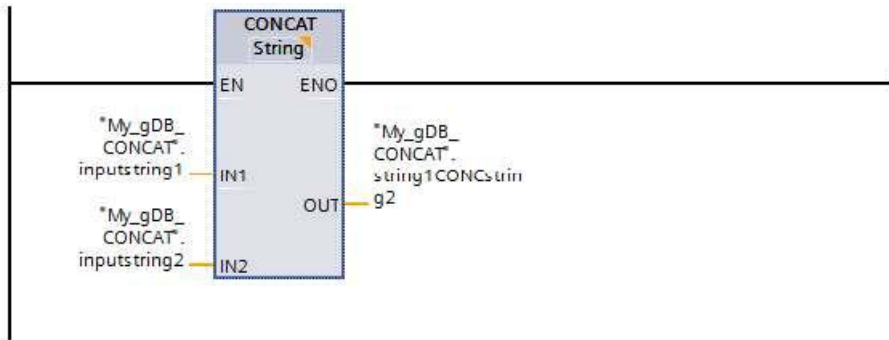 CONCAT
String
EN ENO
"My_gDB_
CONCAT".
inputstring1
IN1
"My_gDB_
CONCAT".
string1CONCstrin
g2
OUT
"My_gDB_
CONCAT".
inputstring2
IN2